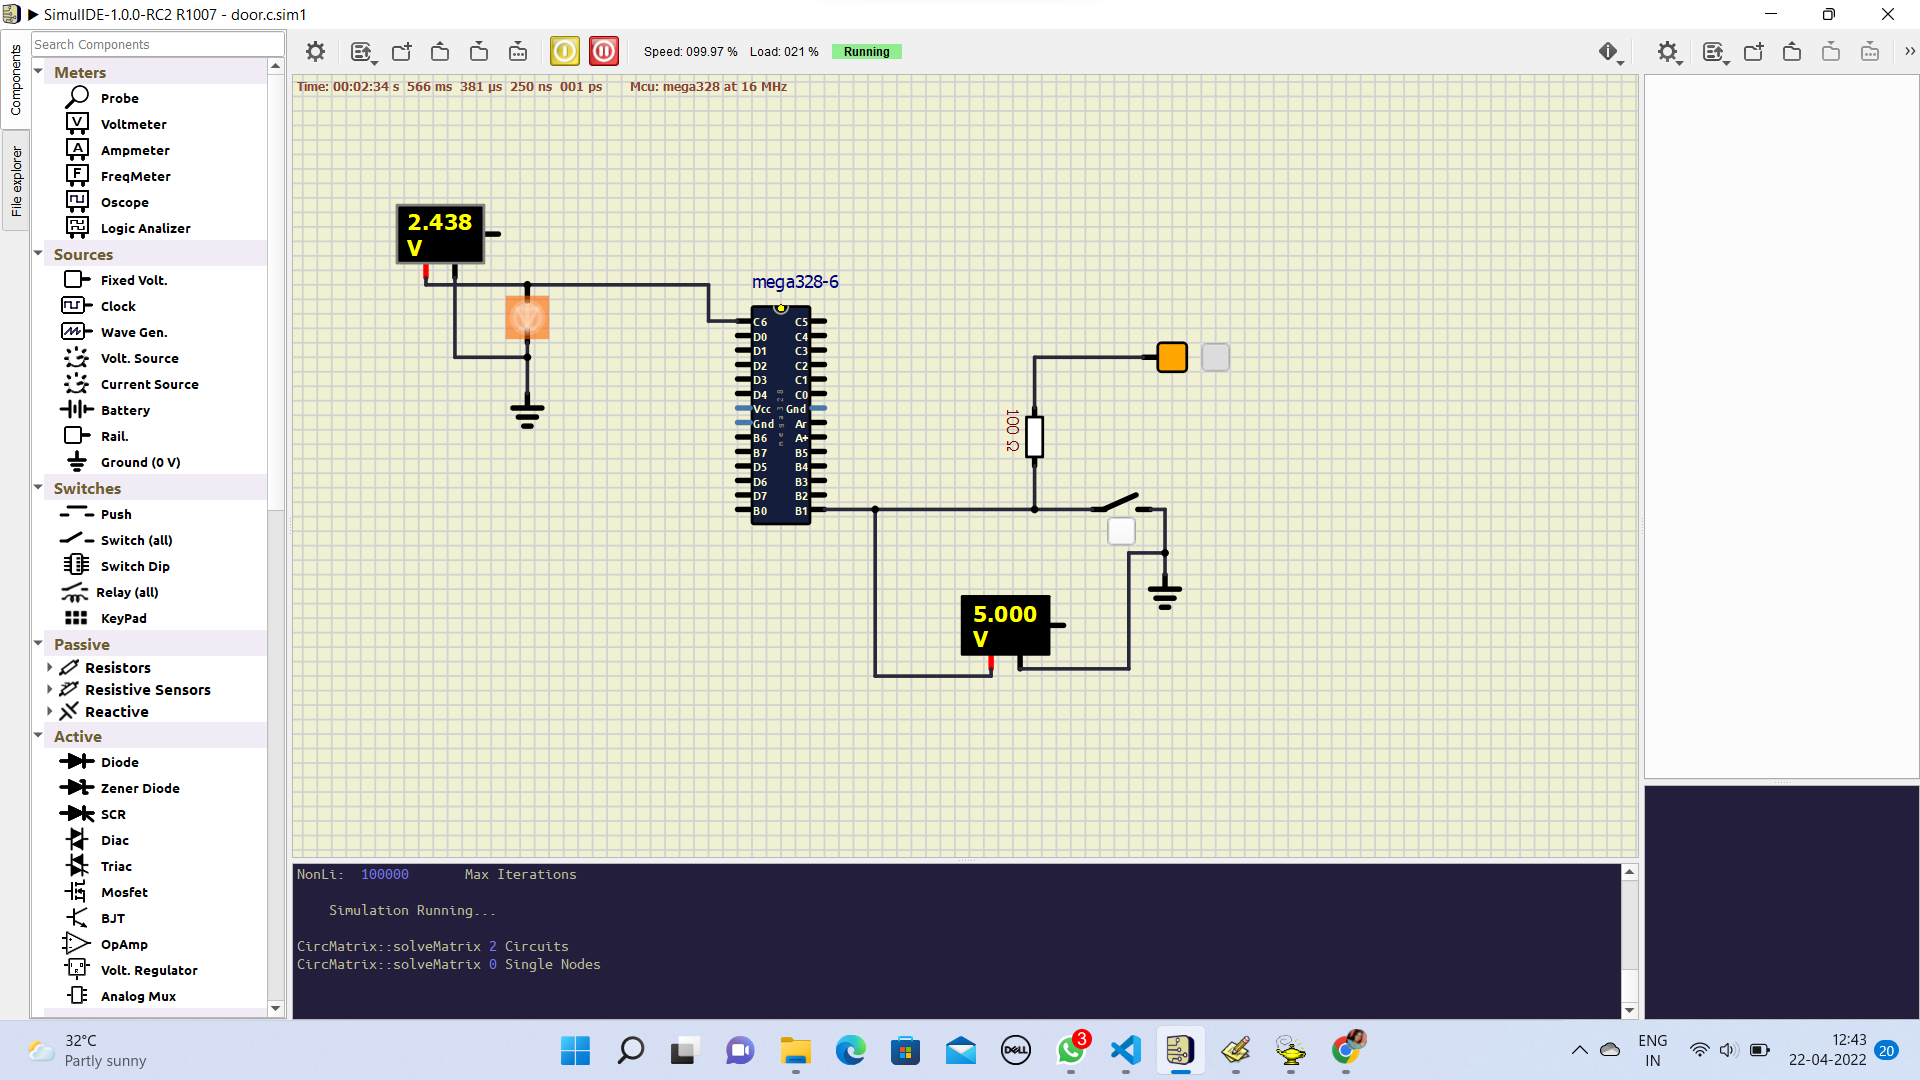 SimulIDE-1.0.0-RC2 R1007 - door.c.sim1
Components
File explorer
Search Components
Meters
Probe
Voltmeter
Ampmeter
FreqMeter
Oscope
Logic Analizer
Sources
Fixed Volt.
Clock
Wave Gen.
Volt. Source
Current Source
Battery
Rail.
Ground (0 V)
Switches
Push
Switch (all)
Switch Dip
Relay (all)
KeyPad
Passive
Resistors
Resistive Sensors
Reactive
Active
Diode
Zener Diode
SCR
Diac
Triac
Mosfet
BJT
OpAmp
Volt. Regulator
Analog Mux
Speed: 099.97 % Load: 021 % Running
Time: 00:02:34 s 566 ms 381 µs 250 ns 001 ps Mcu: mega328 at 16 MHz
2.438
V
mega328-6
C6 C5
D0 C4
D1 C3
D2 C2
D3 C1
D4 C0
Vcc Gnd
Gnd Ar
B6 A+
B7 B5
D5 B4
D6 B3
D7 B2
B0 B1
mega328
100 Ω
5.000
V
NonLi: 100000 Max Iterations
Simulation Running...
CircMatrix::solveMatrix 2 Circuits
CircMatrix::solveMatrix 0 Single Nodes
32°C
Partly sunny
DELL
3
ENG
IN
12:43
22-04-2022
20